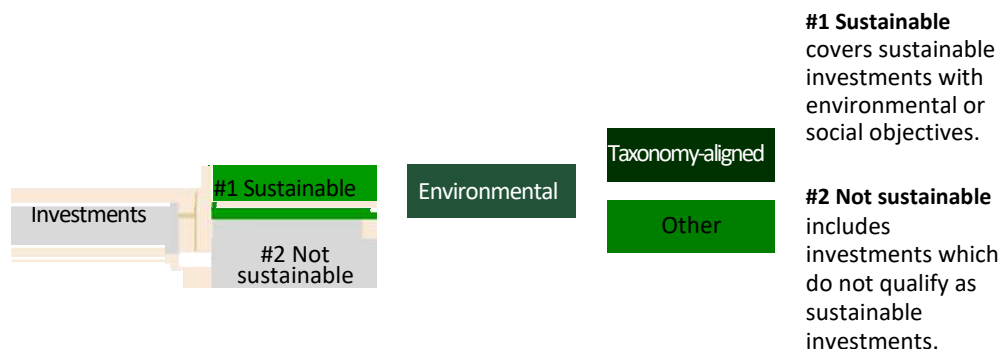 Investments
#1 Sustainable
#2 Not
sustainable
Environmental
Taxonomy-aligned
Other
#1 Sustainable
covers sustainable
investments with
environmental or
social objectives.
#2 Not sustainable
includes
investments which
do not qualify as
sustainable
investments.